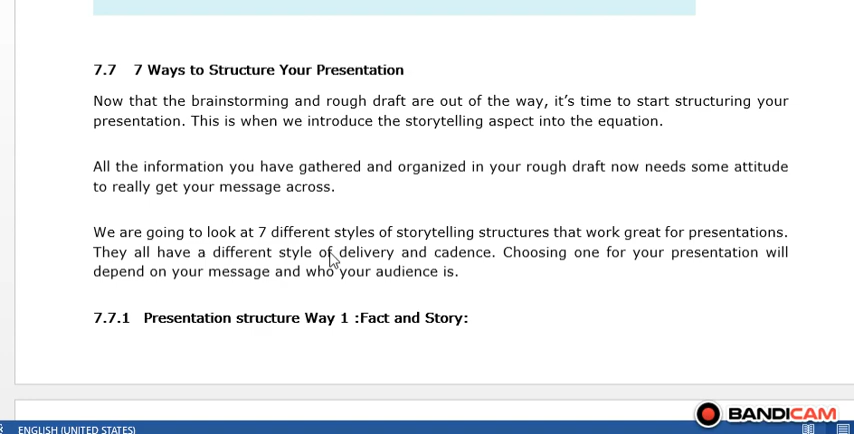 7.7 7 Ways to Structure Your Presentation
Now that the brainstorming and rough draft are out of the way, it's time to start structuring your
presentation. This is when we introduce the storytelling aspect into the equation.
All the information you have gathered and organized in your rough draft now needs some attitude
to really get your message across.
We are going to look at 7 different styles of storytelling structures that work great for presentations.
They all have a different style of delivery and cadence. Choosing one for your presentation will
depend on your message and who your audience is.
7.7.1 Presentation structure Way 1 :Fact and Story:
BANDICAM
ENGLISH (UNITED STATES)